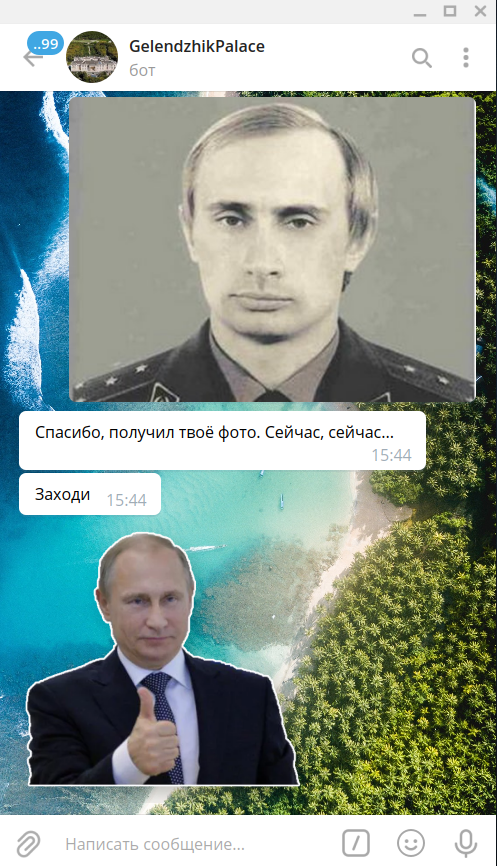 ..99
GelendzhikPalace
бот
Спасибо, получил твоё фото. Сейчас, сейчас...
15:44
Заходи 15:44
Написать сообщение...